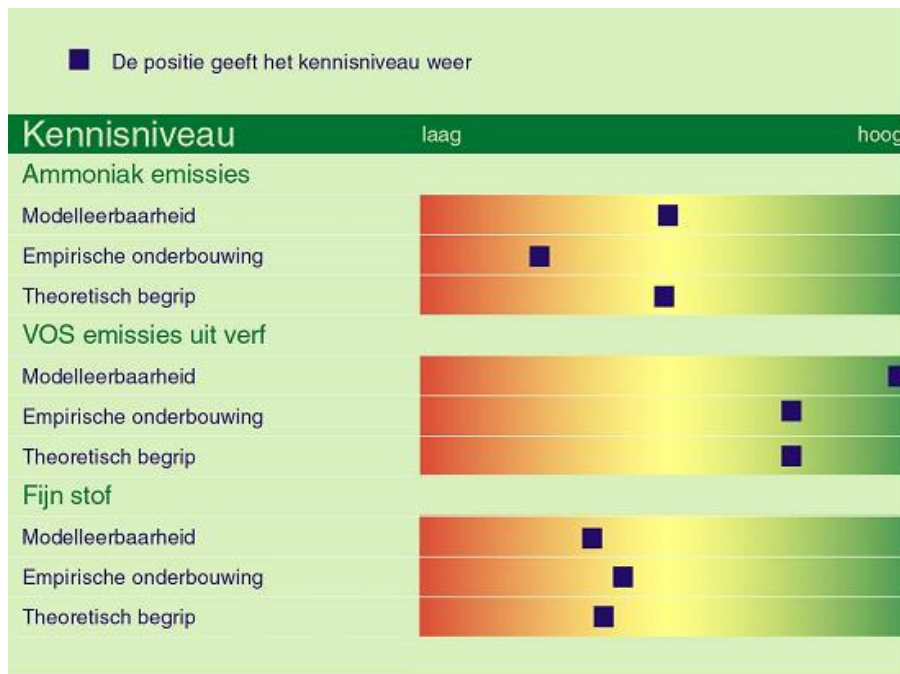 De positie geeft het kennisniveau weer
Kennisniveau laag hoog
Ammoniak emissies
Modelleerbaarheid
Empirische onderbouwing
Theoretisch begrip
VOS emissies uit verf
Modelleerbaarheid
Empirische onderbouwing
Theoretisch begrip
Fijn stof
Modelleerbaarheid
Empirische onderbouwing
Theoretisch begrip